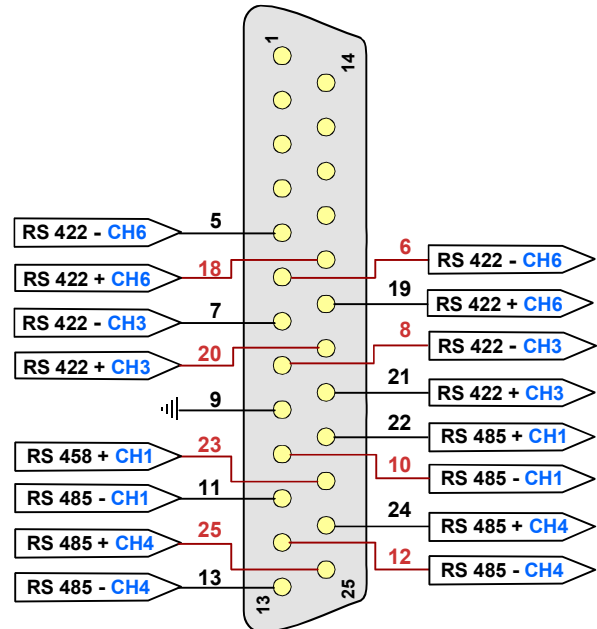 1
14
5
RS 422 - CH6
6
18
RS 422 - CH6
RS 422 + CH6
19
7
RS 422 + CH6
RS 422 - CH3
8
20
RS 422 - CH3
RS 422 + CH3
21
9
RS 422 + CH3
22
23
RS 485 + CH1
RS 458 + CH1
10
11
RS 485 - CH1
RS 485 - CH1
24
25
RS 485 + CH4
RS 485 + CH4
12
13
RS 485 - CH4
RS 485 - CH4
13
25